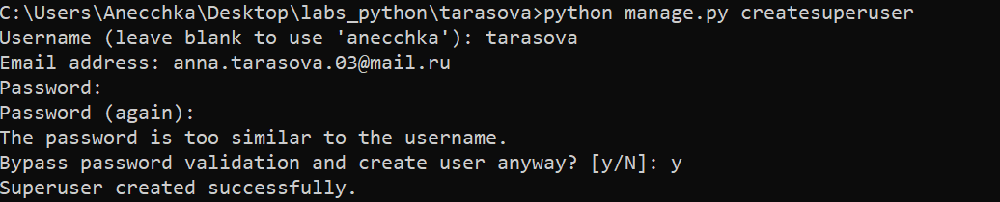 C:\Users\Anecchka\Desktop\labs_python\tarasova>python manage.py createsuperuser
Username (leave blank to use 'anecchka'): tarasova
Email address: anna.tarasova.03@mail.ru
Password:
Password (again):
The password is too similar to the username.
Bypass password validation and create user anyway? [y/N]: y
Superuser created successfully.